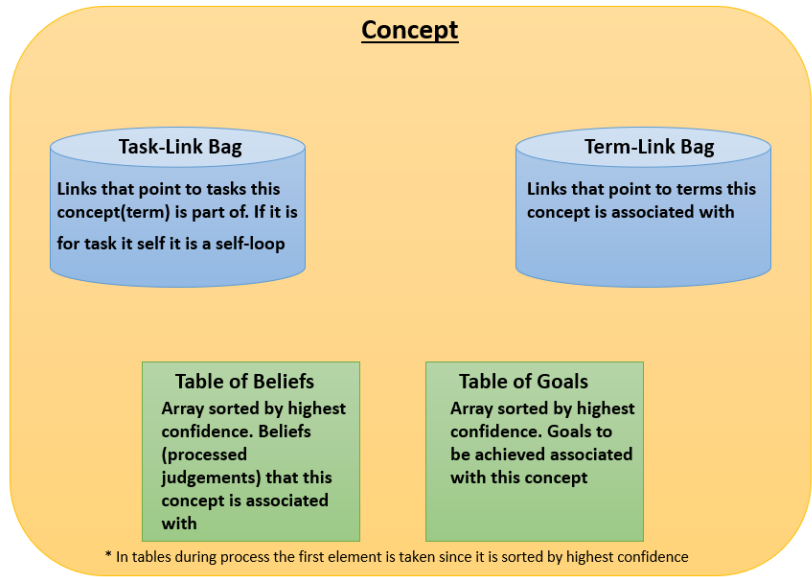 Concept
Task-Link Bag
Links that point to tasks this
concept(term) is part of. If it is
for task it self it is a self-loop
Term-Link Bag
Links that point to terms this
concept is associated with
Table of Beliefs
Array sorted by highest
confidence. Beliefs
(processed
judgements) that this
concept is associated
with
Table of Goals
Array sorted by highest
confidence. Goals to
be achieved associated
with this concept
* In tables during process the first element is taken since it is sorted by highest confidence